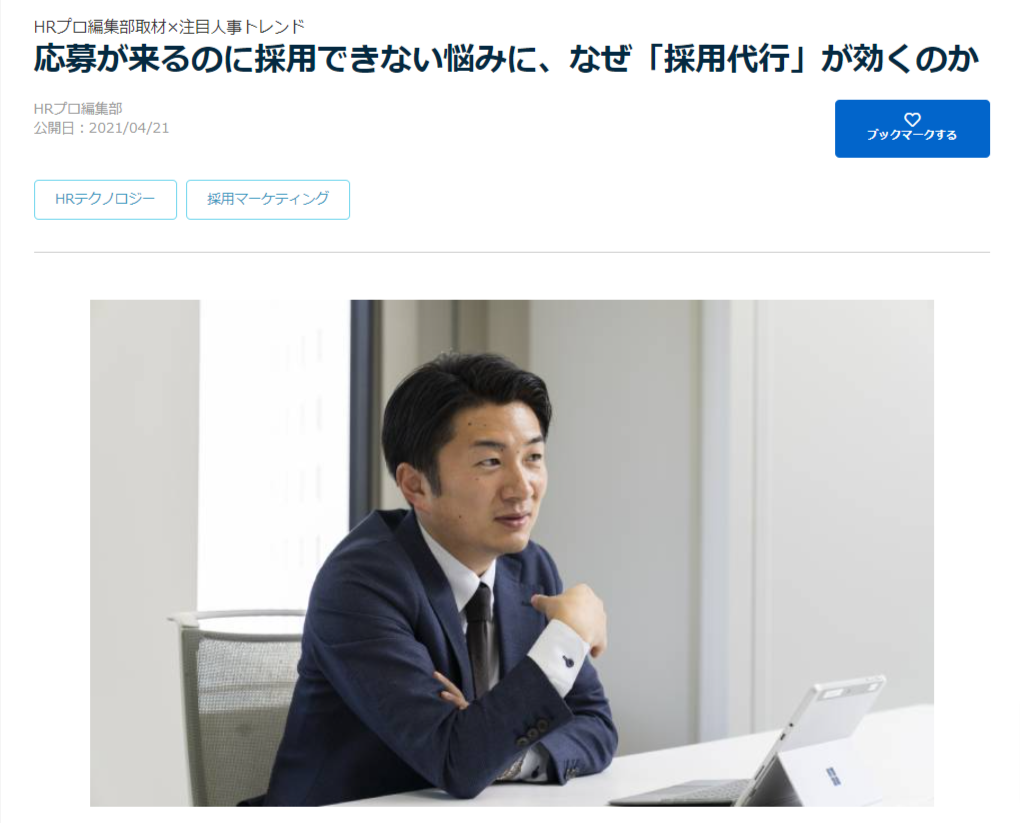 HRプロ編集部取材×注目人事トレンド
応募が来るのに採用できない悩みに、なぜ「採用代行」が効くのか
HRプロ編集部
公開日：2021/04/21
ブックマークする
HRテクノロジー
採用マーケティング